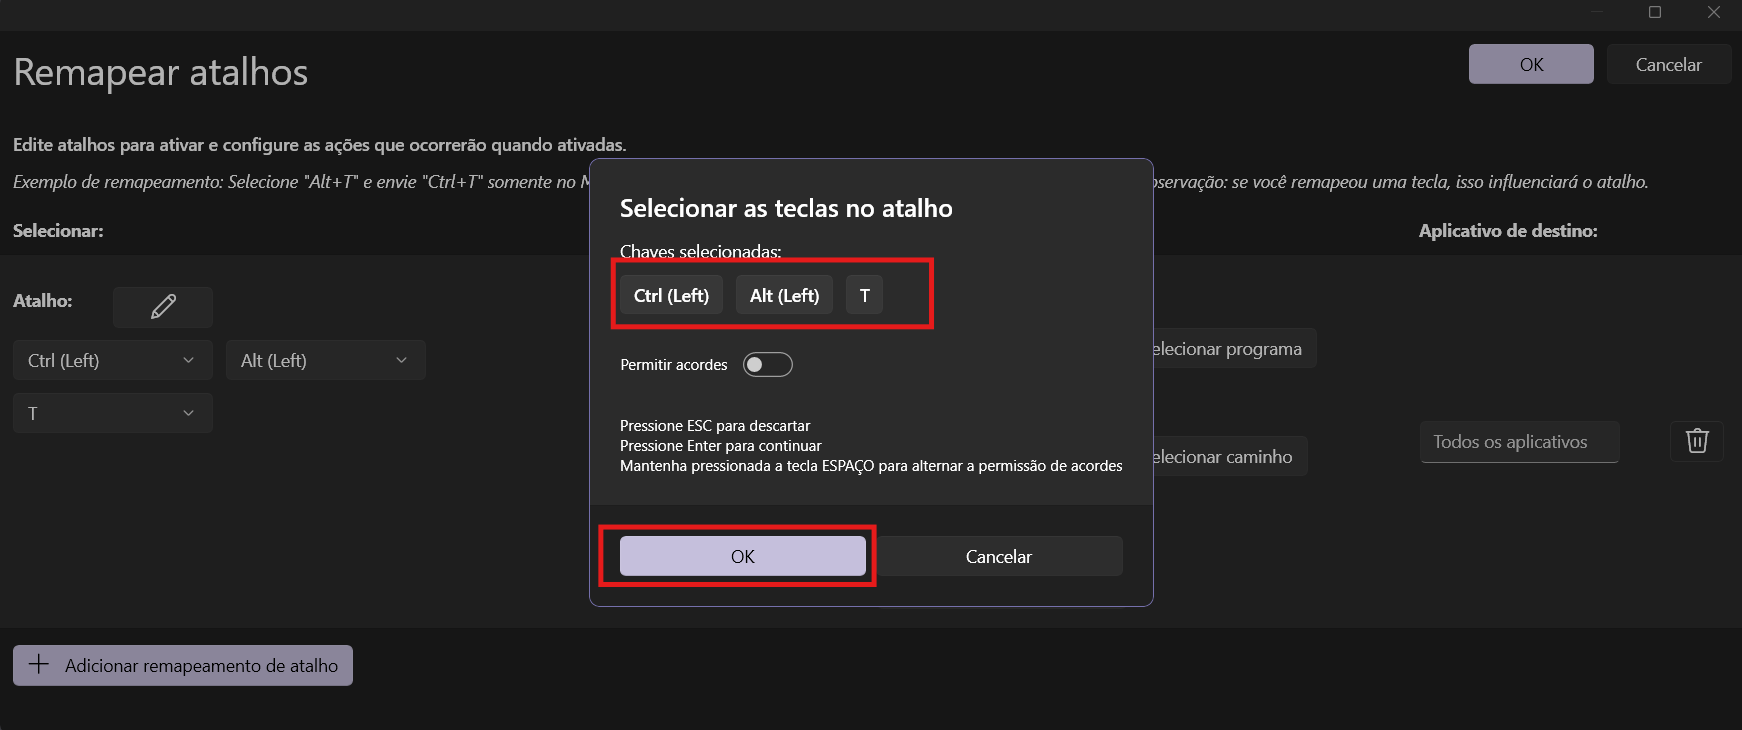 Remapear atalhos
OK
Cancelar
Edite atalhos para ativar e configure as ações que ocorrerão quando ativadas.
Exemplo de remapeamento: Selecione "Alt+T" e envie "Ctrl+T" somente no
se você remapeou uma tecla, isso influenciará o atalho.
Selecionar:
Aplicativo de destino:
Atalho:
Ctrl (Left)
Alt (Left)
T
Selecionar as teclas no atalho
Chaves selecionadas:
Ctrl (Left)
Alt (Left)
T
Permitir acordes
Pressione ESC para descartar
Pressione Enter para continuar
Mantenha pressionada a tecla ESPAÇO para alternar a permissão de acordes
OK
Cancelar
elecionar programa
elecionar caminho
Todos os aplicativos
Adicionar remapeamento de atalho